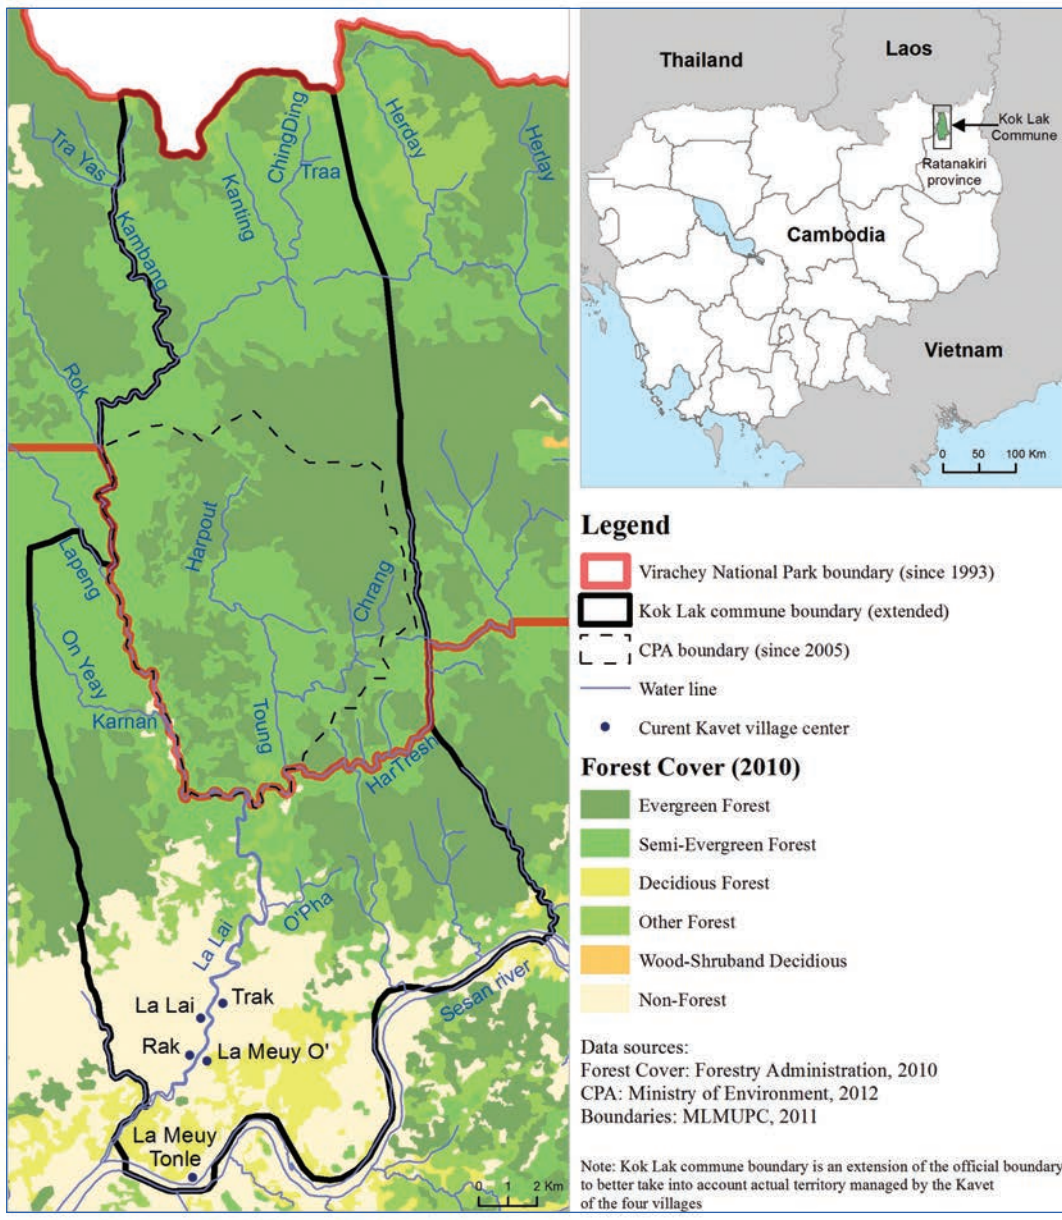 Tra Yas
Kambang
Kanting
ChingDing
Traa
Herday
Herlay
Rok
Harpout
Lapeng
On Yeay
Karnan
Chrang
Toung
HarTresh
O'Pha
La Lai
Sesan river
Trak
La Lai
Rak
La Meuy O'
La Meuy
Tonle
0 1 2 Km
Thailand
Laos
Kok Lak
Commune
Ratanakiri
province
Cambodia
Vietnam
0 50 100 Km
Legend
Virachey National Park boundary (since 1993)
Kok Lak commune boundary (extended)
CPA boundary (since 2005)
Water line
Curent Kavet village center
Forest Cover (2010)
Evergreen Forest
Semi-Evergreen Forest
Decidious Forest
Other Forest
Wood-Shruband Decidious
Non-Forest
Data sources:
Forest Cover: Forestry Administration, 2010
CPA: Ministry of Environment, 2012
Boundaries: MLMUPC, 2011
Note: Kok Lak commune boundary is an extension of the official boundary
to better take into account actual territory managed by the Kavet
of the four villages